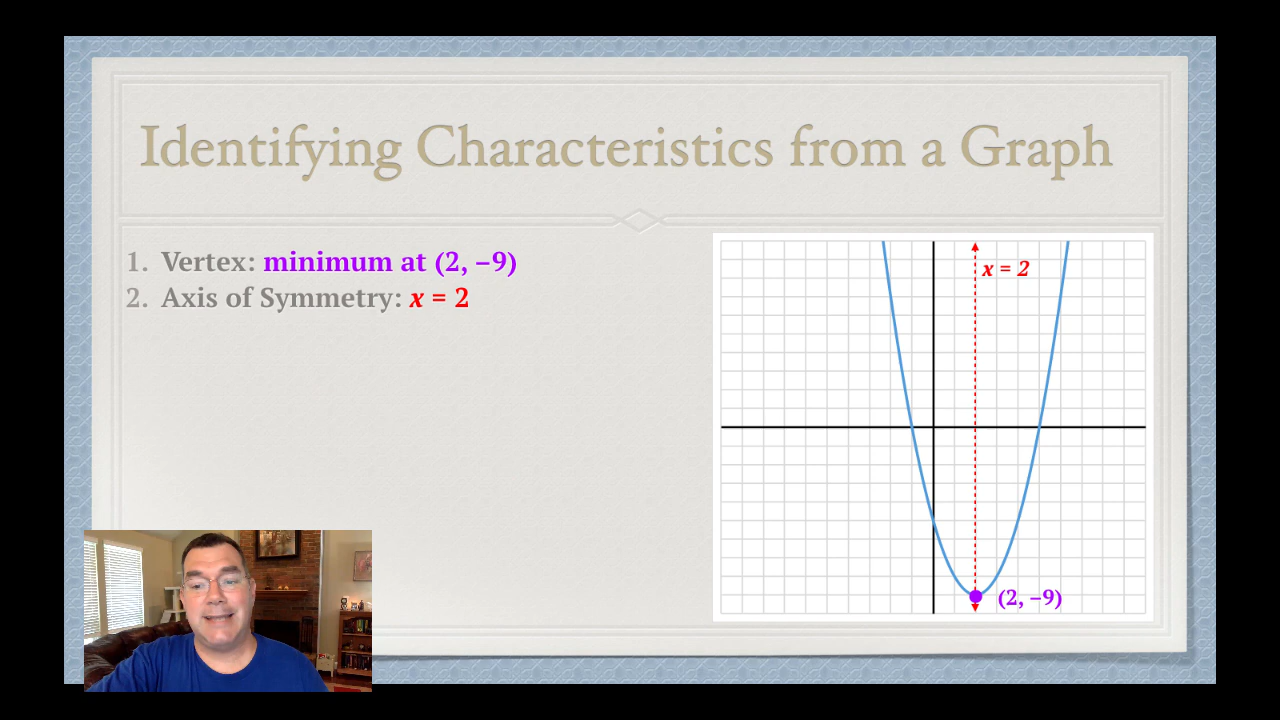 Identifying Characteristics from a Graph
1. Vertex: minimum at (2, −9)
2. Axis of Symmetry: x = 2
x = 2
(2, −9)